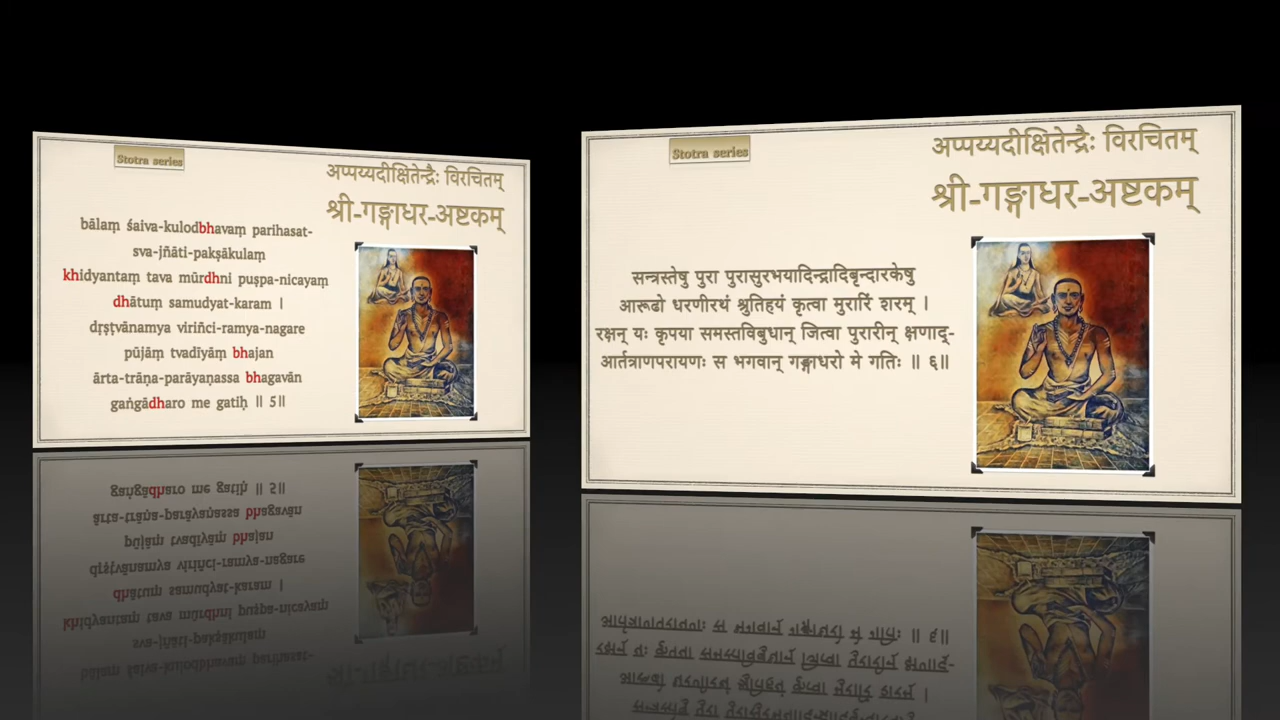 Stotra series
अप्पय्यदीक्षितेन्द्रैः विरचितम्
श्री-गङ्गाधर-अष्टकम्
bālaṃ śaiva-kulodbhavaṃ parihasat-
sva-jñāti-pakṣākulaṃ
khidyantaṃ tava mūrdhni puṣpa-nicayaṃ
dhātuṃ samudyat-karam |
dṛṣṭvānamya viriñci-ramya-nagare
pūjāṃ tvadīyāṃ bhajan
ārta-trāṇa-parāyaṇassa bhagavān
gaṅgādharo me gatiḥ || 5||
Stotra series
अप्पय्यदीक्षितेन्द्रैः विरचितम्
श्री-गङ्गाधर-अष्टकम्
सन्त्रस्तेषु पुरा पुरासुरभयादिन्द्रादिबृन्दारकेषु
आरूढो धरणीरथं श्रुतिहयं कृत्वा मुरारिं शरम् ।
रक्षन् यः कृपया समस्तविबुधान् जित्वा पुरारीन् क्षणाद्-
आर्तत्राणपरायणः स भगवान् गङ्गाधरो मे गतिः ॥ ६॥